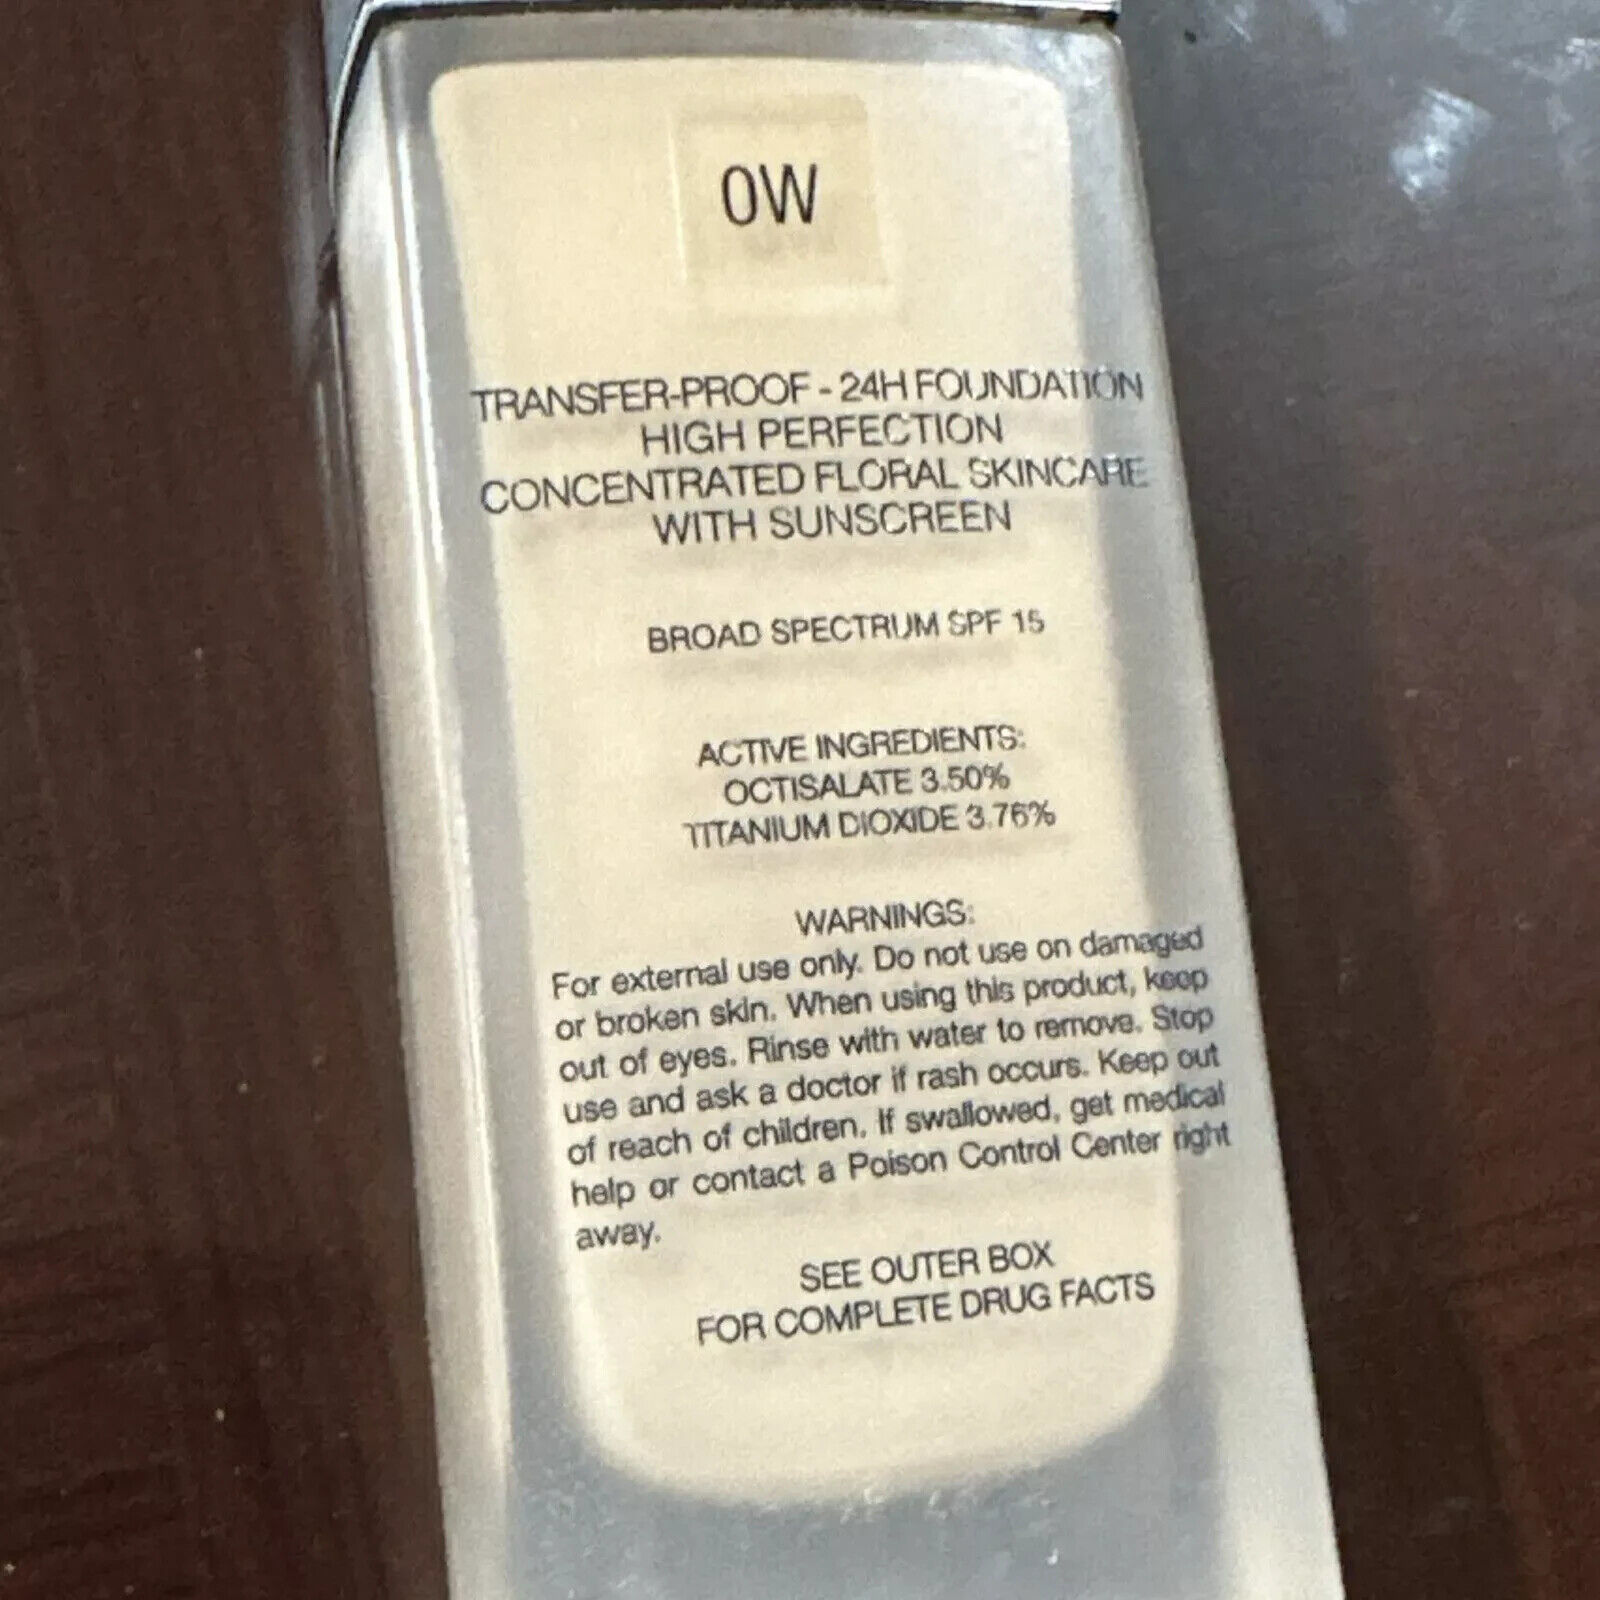 0W
TRANSFER-PROOF - 24H FOUNDATION
HIGH PERFECTION
CONCENTRATED FLORAL SKINCARE
WITH SUNSCREEN
BROAD SPECTRUM SPF 15
ACTIVE INGREDIENTS:
OCTISALATE 3.50%
TITANIUM DIOXIDE 3.76%
WARNINGS:
For external use only. Do not use on damaged
or broken skin. When using this product, keep
out of eyes. Rinse with water to remove. Stop
use and ask a doctor if rash occurs. Keep out
of reach of children. If swallowed, get medical
help or contact a Poison Control Center right
away.
SEE OUTER BOX
FOR COMPLETE DRUG FACTS